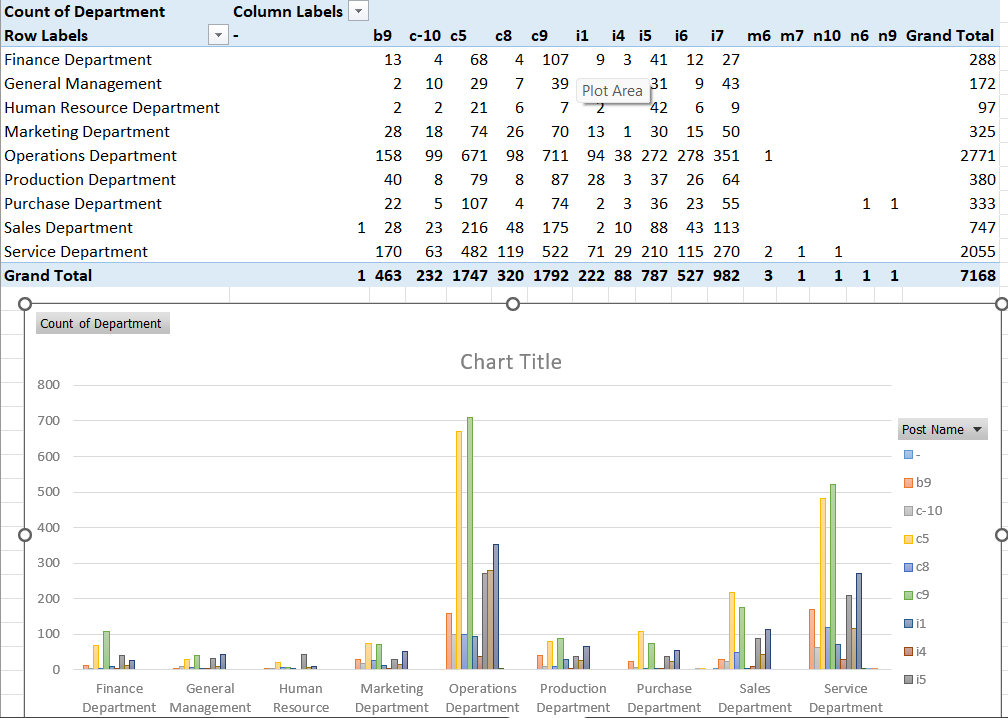 Count of Department Column Labels
Row Labels - b9 c-10 c5 c8 c9 i1 i4 i5 i6 i7 m6 m7 n10 n6 n9 Grand Total
Finance Department 13 4 68 4 107 9 3 41 12 27 288
General Management 2 10 29 7 39 31 9 43 172
Plot Area
Human Resource Department 2 2 21 6 7 2 42 6 9 97
Marketing Department 28 18 74 26 70 13 1 30 15 50 325
Operations Department 158 99 671 98 711 94 38 272 278 351 1 2771
Production Department 40 8 79 8 87 28 3 37 26 64 380
Purchase Department 22 5 107 4 74 2 3 36 23 55 1 1 333
Sales Department 1 28 23 216 48 175 2 10 88 43 113 747
Service Department 170 63 482 119 522 71 29 210 115 270 2 1 1 2055
Grand Total 1 463 232 1747 320 1792 222 88 787 527 982 3 1 1 1 1 7168
Count of Department
Chart Title
800
700
600
500
400
300
200
100
0
Finance Department
General Management
Human Resource
Marketing Department
Operations Department
Production Department
Purchase Department
Sales Department
Service Department
Post Name
-
b9
c-10
c5
c8
c9
i1
i4
i5